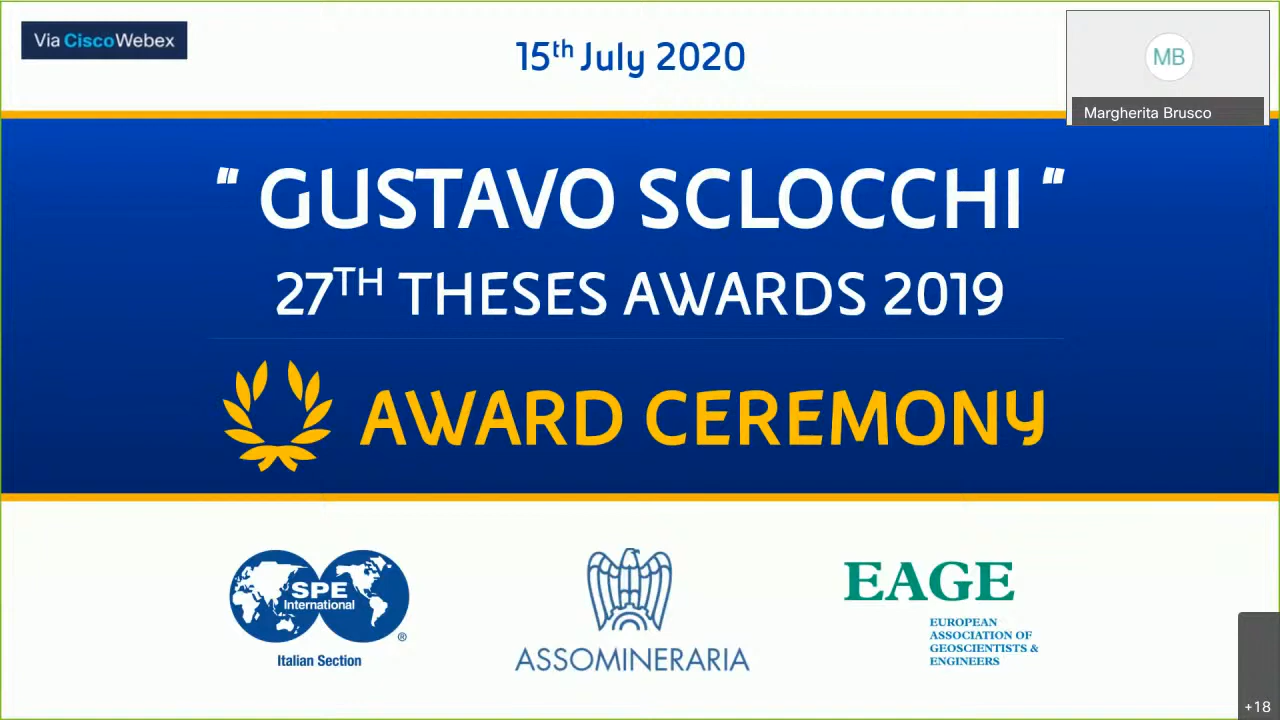 Via CiscoWebex
15th July 2020
MB
Margherita Brusco
" GUSTAVO SCLOCCHI "
27TH THESES AWARDS 2019
AWARD CEREMONY
SPE
International
®
Italian Section
ASSOMINERARIA
EAGE
EUROPEAN
ASSOCIATION OF
GEOSCIENTISTS &
ENGINEERS
+18